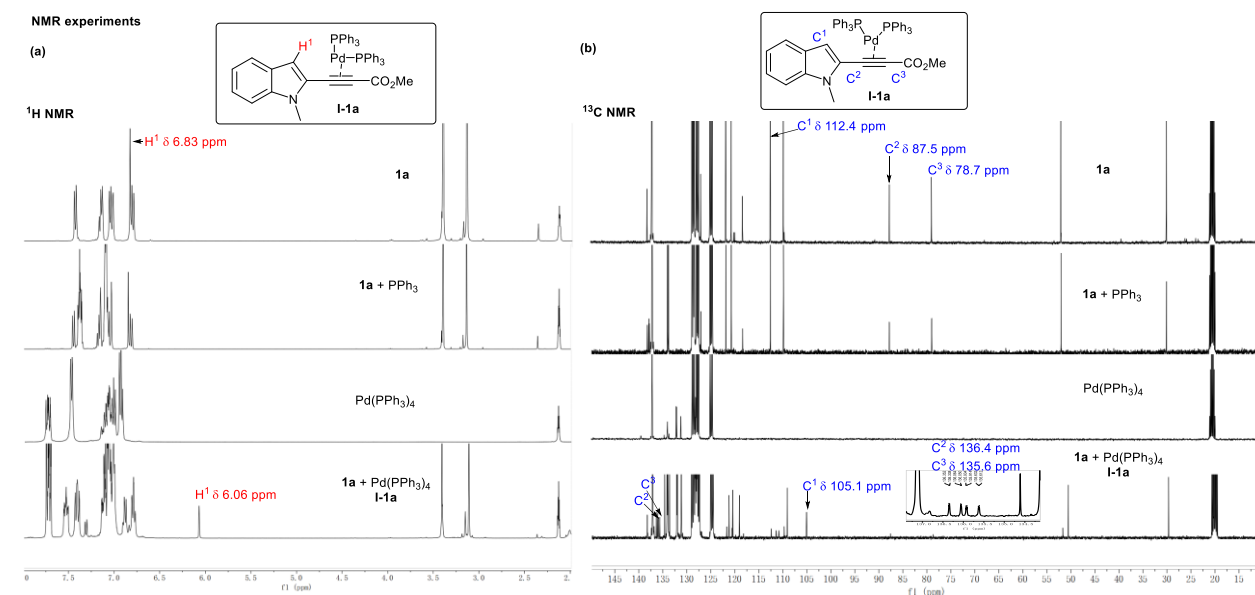 NMR experiments
(a)
H¹
PPh₃
Pd—PPh₃
N
CO₂Me
I-1a
¹H NMR
H¹ δ 6.83 ppm
1a
1a + PPh₃
Pd(PPh₃)₄
1a + Pd(PPh₃)₄
I-1a
H¹ δ 6.06 ppm
0 7.5 7.0 6.5 6.0 5.5 5.0 4.5 4.0 3.5 3.0 2.5 2.
f1 (ppm)
(b)
Ph₃P
PPh₃
Pd
C¹
N
C²
C³
CO₂Me
I-1a
¹³C NMR
C¹ δ 112.4 ppm
C² δ 87.5 ppm
C³ δ 78.7 ppm
1a
1a + PPh₃
Pd(PPh₃)₄
C² δ 136.4 ppm
C³ δ 135.6 ppm
1a + Pd(PPh₃)₄
I-1a
C³
C²
C¹ δ 105.1 ppm
145 140 135 130 125 120 115 110 105 100 95 90 85 80 75 70 65 60 55 50 45 40 35 30 25 20 15
f1 (ppm)